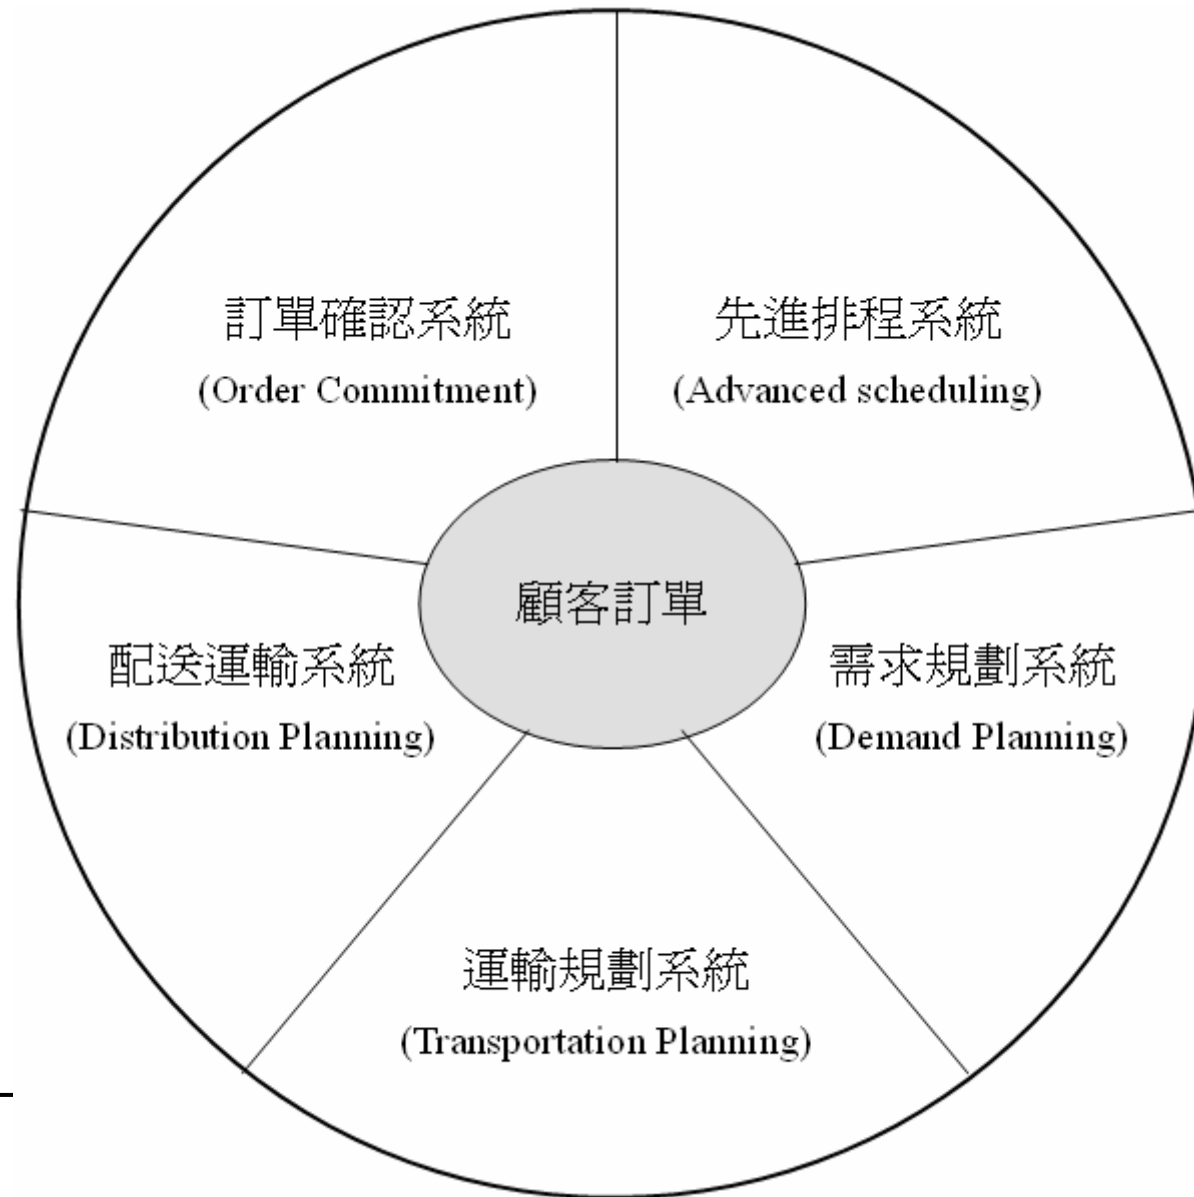 訂單確認系統
(Order Commitment)
先進排程系統
(Advanced scheduling)
顧客訂單
配送運輸系統
(Distribution Planning)
需求規劃系統
(Demand Planning)
運輸規劃系統
(Transportation Planning)